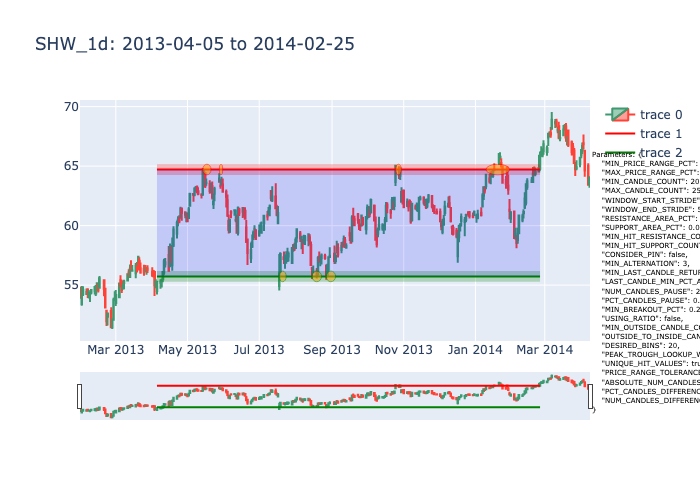 SHW_1d: 2013-04-05 to 2014-02-25
70
65
60
55
Mar 2013
May 2013
Jul 2013
Sep 2013
Nov 2013
Jan 2014
Mar 2014
trace 0
trace 1
trace 2
Parameters: {
"MIN_PRICE_RANGE_PCT":
"MAX_PRICE_RANGE_PCT":
"MIN_CANDLE_COUNT": 20
"MAX_CANDLE_COUNT": 25
"WINDOW_START_STRIDE"
"WINDOW_END_STRIDE": 5
"RESISTANCE_AREA_PCT":
"SUPPORT_AREA_PCT": 0.0
"MIN_HIT_RESISTANCE_CO
"MIN_HIT_SUPPORT_COUN
"CONSIDER_PIN": false,
"MIN_ALTERNATION": 3,
"MIN_LAST_CANDLE_RETUR
"LAST_CANDLE_MIN_PCT_A
"NUM_CANDLES_PAUSE": 2
"PCT_CANDLES_PAUSE": 0.
"MIN_BREAKOUT_PCT": 0.2
"USING_RATIO": false,
"MIN_OUTSIDE_CANDLE_CO
"OUTSIDE_TO_INSIDE_CAN
"DESIRED_BINS": 20,
"PEAK_TROUGH_LOOKUP_W
"UNIQUE_HIT_VALUES": tru
"PRICE_RANGE_TOLERANC
"ABSOLUTE_NUM_CANDLES
"PCT_CANDLES_DIFFERENC
"NUM_CANDLES_DIFFEREN
}